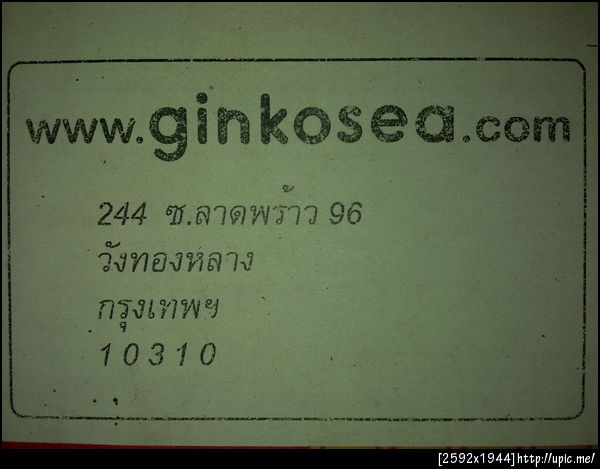 www.ginkosea.com
244 ซ.ลาดพร้าว 96
วังทองหลาง
กรุงเทพฯ
10310
[2592x1944]http://upic.me/